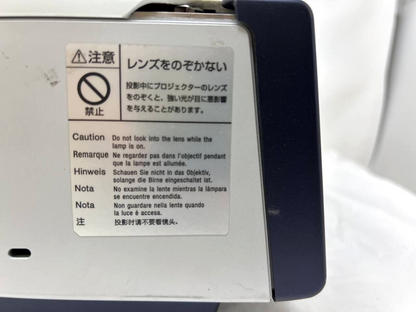 ⚠注意
レンズをのぞかない
禁止
投影中にプロジェクターのレンズ
をのぞくと、強い光が目に悪影響
を与えることがあります。
Caution Do not look into the lens while the
lamp is on.
Remarque Ne regardez pas dans l'objectif pendant
que la lampe est allumée.
Hinweis Schauen Sie nicht in das Objektiv,
solange die Birne eingeschaltet ist.
Nota No examine la lente mientras la lámpara
se encuentre encendida.
Nota Non guardare nella lente quando
la luce è accesa.
注 投影时请不要看镜头。